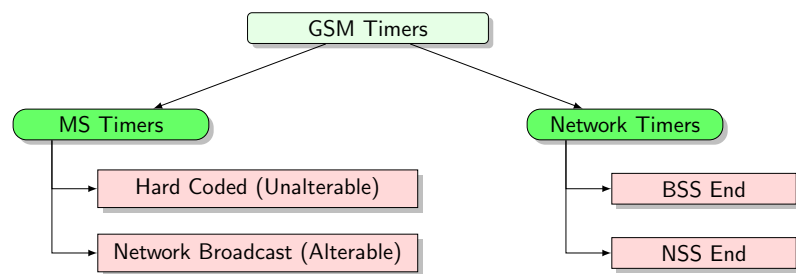 GSM Timers
MS Timers
Network Timers
Hard Coded (Unalterable)
BSS End
Network Broadcast (Alterable)
NSS End